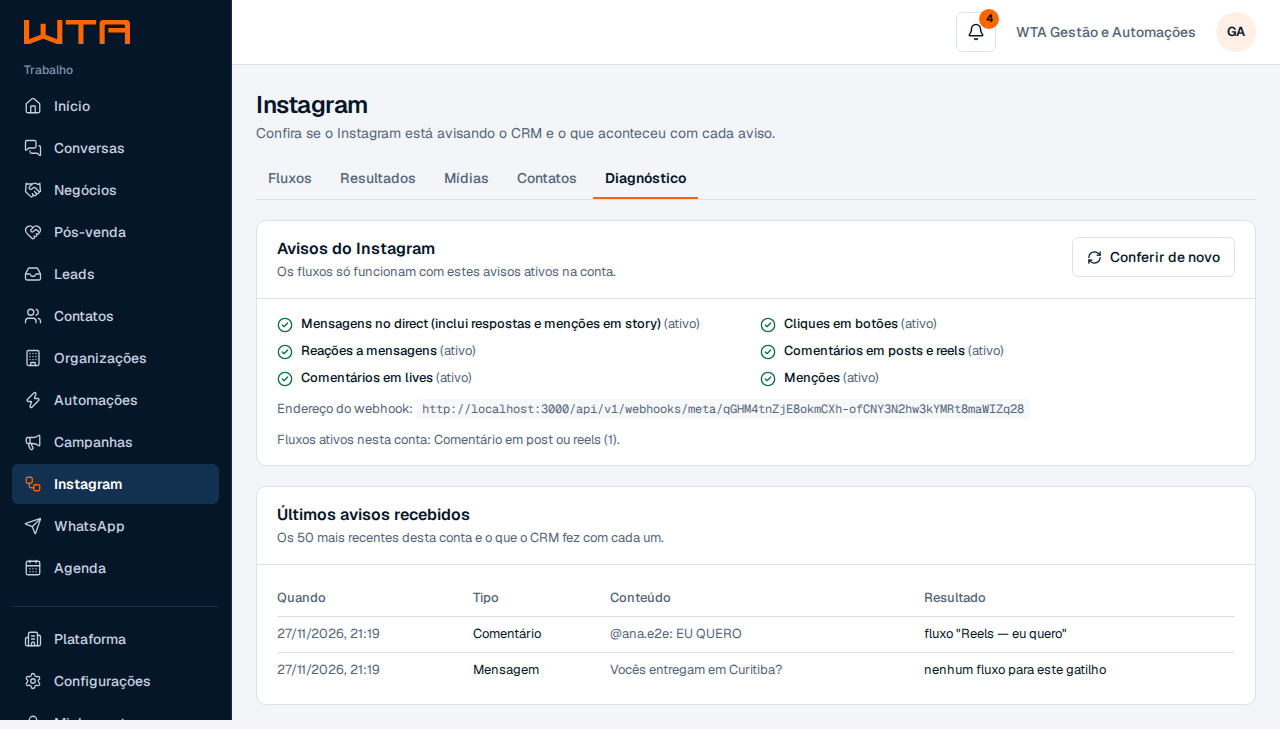 WTA
Trabalho
Início
Conversas
Negócios
Pós-venda
Leads
Contatos
Organizações
Automações
Campanhas
Instagram
WhatsApp
Agenda
Plataforma
Configurações
4
WTA Gestão e Automações
GA
Instagram
Confira se o Instagram está avisando o CRM e o que aconteceu com cada aviso.
Fluxos Resultados Mídias Contatos Diagnóstico
Avisos do Instagram
Os fluxos só funcionam com estes avisos ativos na conta.
Conferir de novo
Mensagens no direct (inclui respostas e menções em story) (ativo)
Cliques em botões (ativo)
Reações a mensagens (ativo)
Comentários em posts e reels (ativo)
Comentários em lives (ativo)
Menções (ativo)
Endereço do webhook: http://localhost:3000/api/v1/webhooks/meta/qGHM4tnZjE8okmCXh-ofCNY3N2hw3kYMRt8maWIZq28
Fluxos ativos nesta conta: Comentário em post ou reels (1).
Últimos avisos recebidos
Os 50 mais recentes desta conta e o que o CRM fez com cada um.
Quando Tipo Conteúdo Resultado
27/11/2026, 21:19 Comentário @ana.e2e: EU QUERO fluxo "Reels — eu quero"
27/11/2026, 21:19 Mensagem Vocês entregam em Curitiba? nenhum fluxo para este gatilho